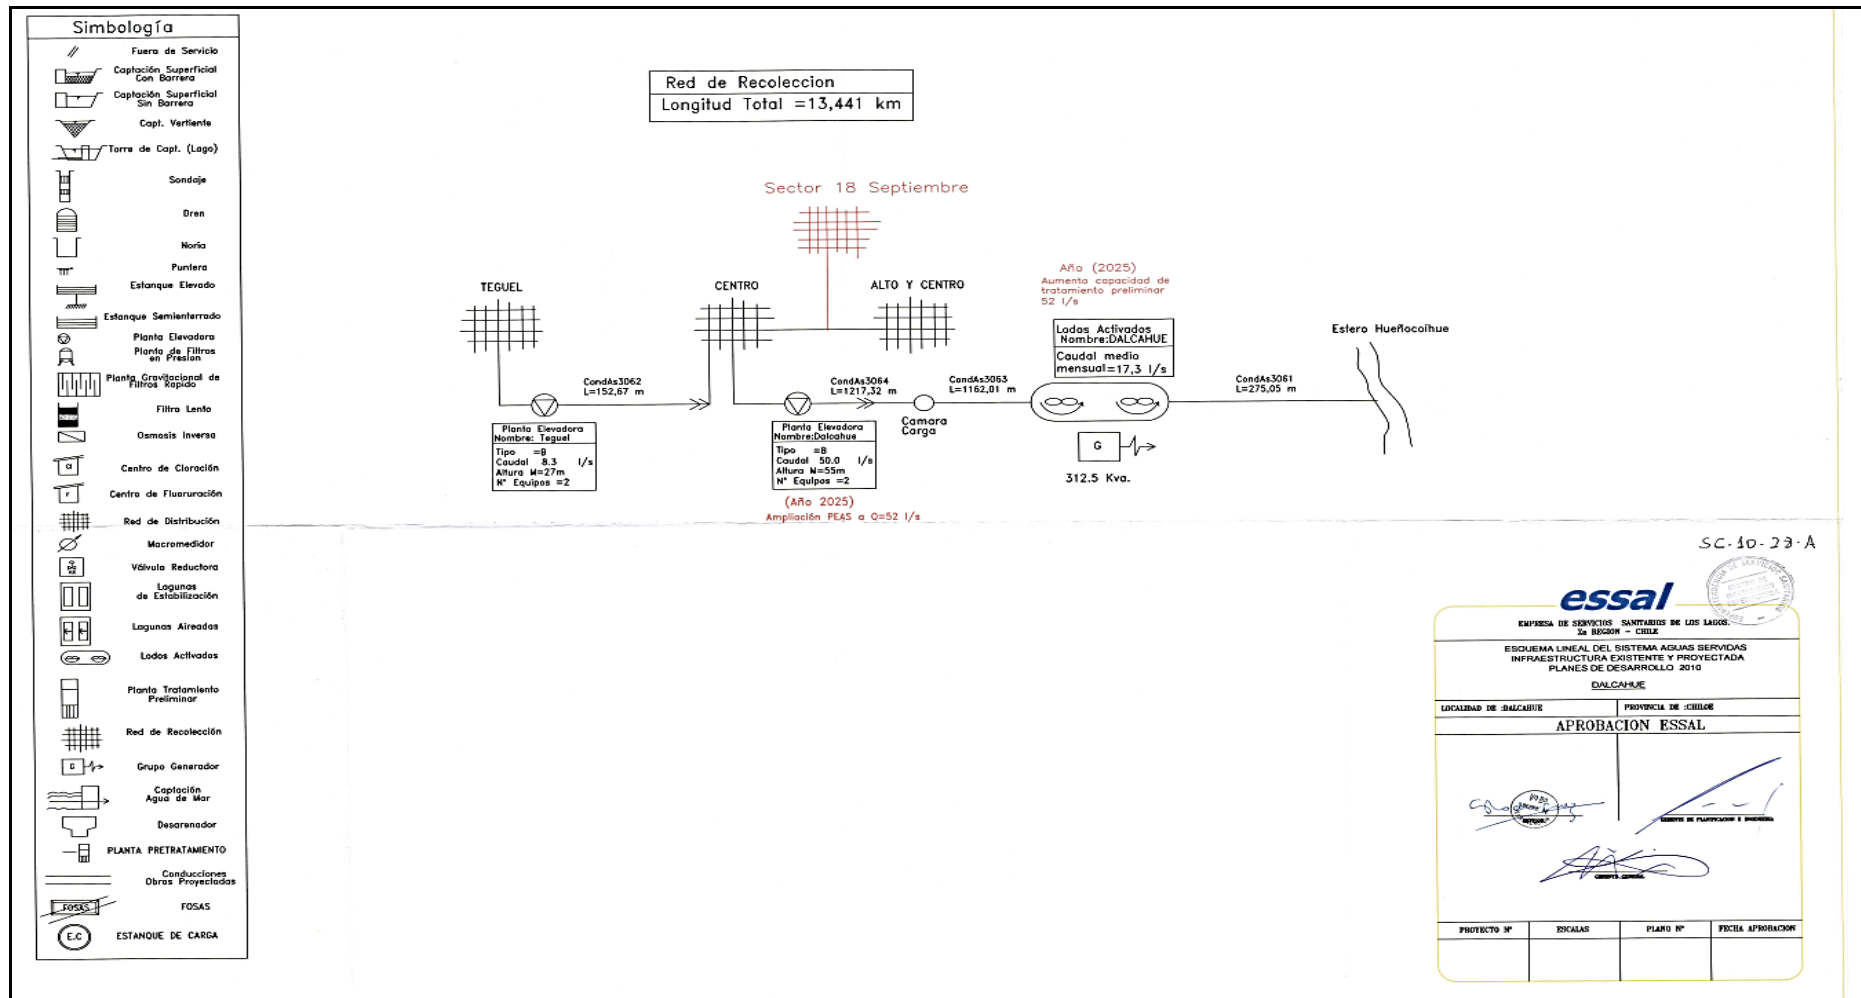 Simbología
Fuera de Servicio
Captación Superficial
Con Barrera
Captación Superficial
Sin Barrera
Capt. Vertiente
Torre de Capt. (Lago)
Sondaje
Dren
Noria
Puntera
Estanque Elevado
Estanque Semienterrado
Planta Elevadora
Planta de Filtros
en Presion
Planta Gravitacional de
Filtros Rapido
Filtro Lento
Osmosis Inversa
Cl
Centro de Cloración
F
Centro de Fluoruración
Red de Distribución
Macromedidor
Válvula Reductora
Lagunas
de Estabilización
Lagunas Aireadas
Lodos Activados
Planta Tratamiento
Preliminar
Red de Recolección
G
Grupo Generador
Captación
Agua de Mar
Desarenador
PLANTA PRETRATAMIENTO
Conducciones
Obras Proyectadas
FOSAS
FOSAS
E.C
ESTANQUE DE CARGA
Red de Recoleccion
Longitud Total =13,441 km
Sector 18 Septiembre
TEGUEL
CENTRO
ALTO Y CENTRO
Año (2025)
Aumenta capacidad de
tratamiento preliminar
52 l/s
Lodos Activados
Nombre:DALCAHUE
Caudal medio
mensual=17,3 l/s
Estero Hueñocoihue
CondAs3062
L=152,67 m
CondAs3064
L=1217,32 m
CondAs3063
L=1162,01 m
CondAs3061
L=275,05 m
Camara
Carga
Planta Elevadora
Nombre: Teguel
Tipo =B
Caudal 8.3 l/s
Altura M=27m
N° Equipos =2
Planta Elevadora
Nombre:Dalcahue
Tipo =B
Caudal 50.0 l/s
Altura M=55m
N° Equipos =2
(Año 2025)
Ampliación PEAS a Q=52 l/s
G
312.5 Kva.
SC-10-23-A
essal
EMPRESA DE SERVICIOS SANITARIOS DE LOS LAGOS.
Xa REGION - CHILE
ESQUEMA LINEAL DEL SISTEMA AGUAS SERVIDAS
INFRAESTRUCTURA EXISTENTE Y PROYECTADA
PLANES DE DESARROLLO 2010
DALCAHUE
LOCALIDAD DE :DALCAHUE
PROVINCIA DE :CHILOE
APROBACION ESSAL
GERENTE DE PLANIFICACION E INGENIERIA
GERENTE GENERAL
PROYECTO N°
ESCALAS
PLANO N°
FECHA APROBACION